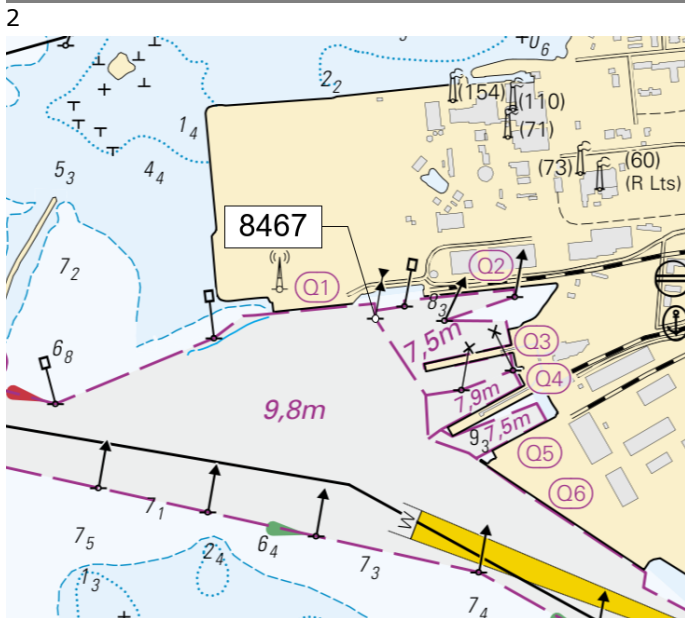 2
0₆
2₂
(154)
(110)
(71)
1₄
(73)
(60)
(R Lts)
5₃
4₄
8467
7₂
Q1
Q2
8₃
7,5m
Q3
6₈
Q4
9,8m
7,9m
7,5m
9₃
Q5
Q6
7₁
W
7₅
2₄
6₄
7₃
1₃
7₄